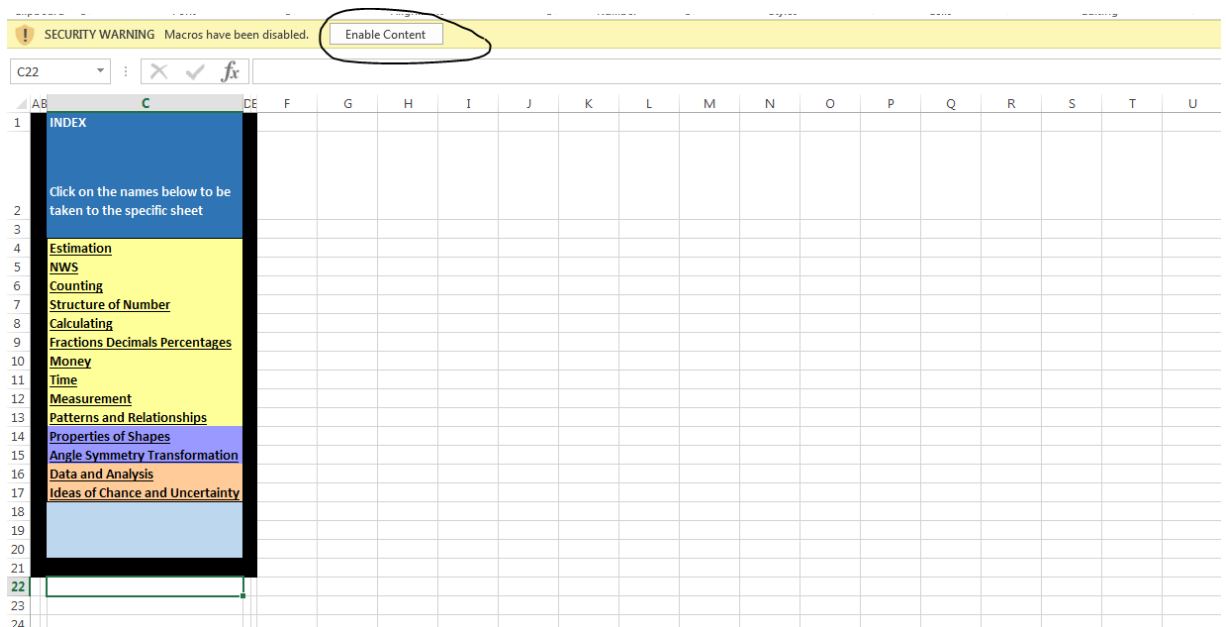 SECURITY WARNING Macros have been disabled. Enable Content
C22 fx
A B C D E F G H I J K L M N O P Q R S T U
1 INDEX
Click on the names below to be
2 taken to the specific sheet
3
4 Estimation
5 NWS
6 Counting
7 Structure of Number
8 Calculating
9 Fractions Decimals Percentages
10 Money
11 Time
12 Measurement
13 Patterns and Relationships
14 Properties of Shapes
15 Angle Symmetry Transformation
16 Data and Analysis
17 Ideas of Chance and Uncertainty
18
19
20
21
22
23
24